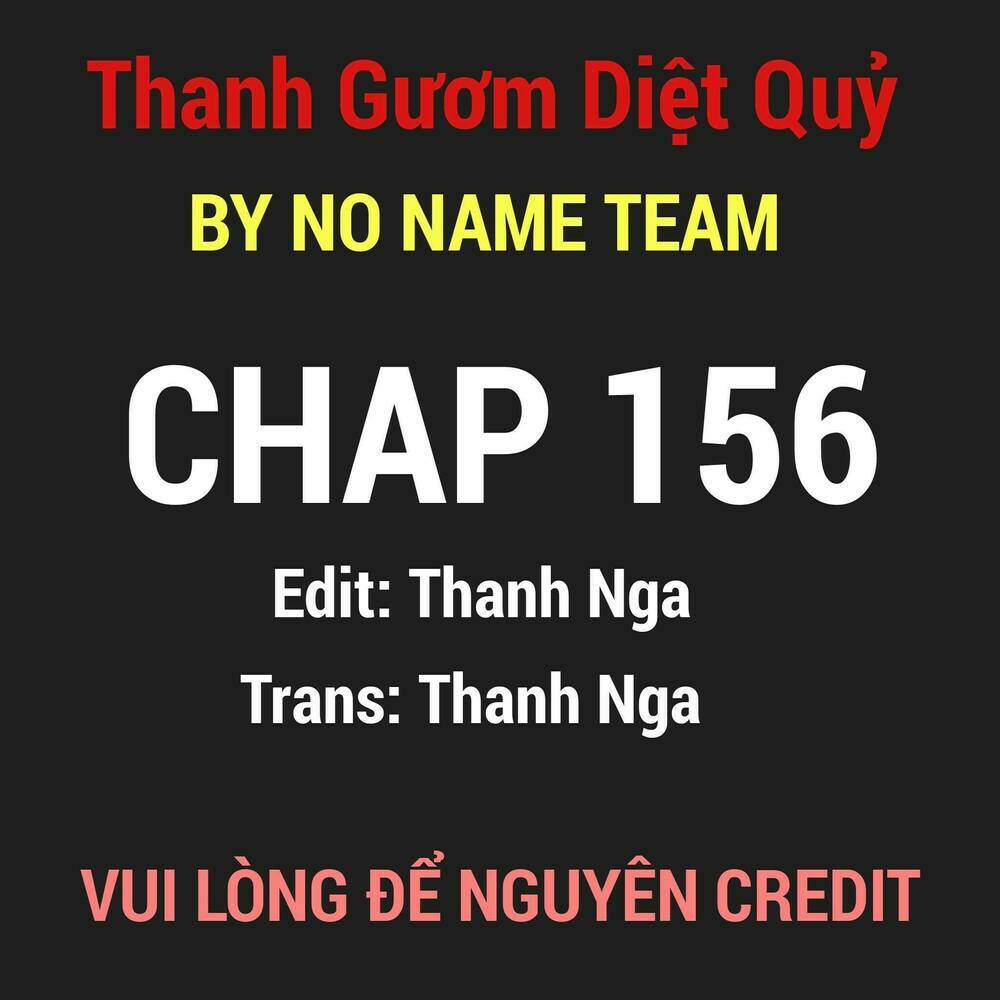 Thanh Gươm Diệt Quỷ
BY NO NAME TEAM
CHAP 156
Edit: Thanh Nga
Trans: Thanh Nga
VUI LÒNG ĐỂ NGUYÊN CREDIT